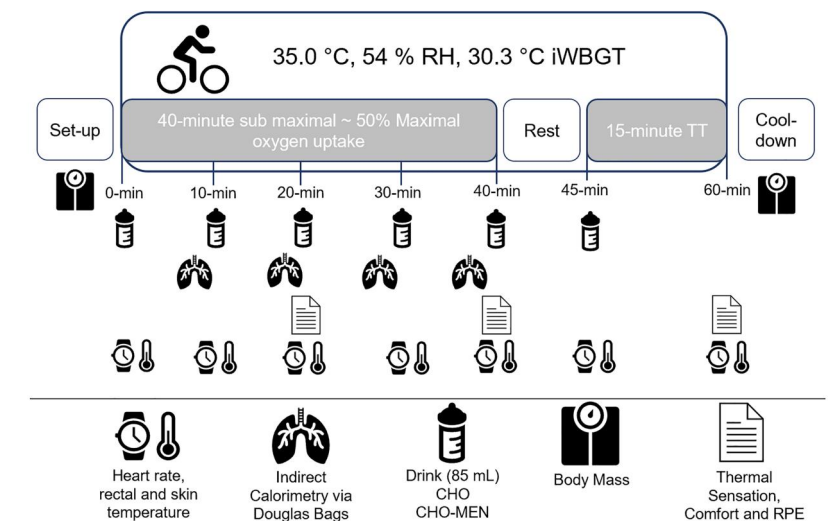 35.0 °C, 54 % RH, 30.3 °C iWBGT
Set-up
40-minute sub maximal ~ 50% Maximal
oxygen uptake
Rest
15-minute TT
Cool-
down
0-min
10-min
20-min
30-min
40-min
45-min
60-min
Heart rate,
rectal and skin
temperature
Indirect
Calorimetry via
Douglas Bags
Drink (85 mL)
CHO
CHO-MEN
Body Mass
Thermal
Sensation,
Comfort and RPE